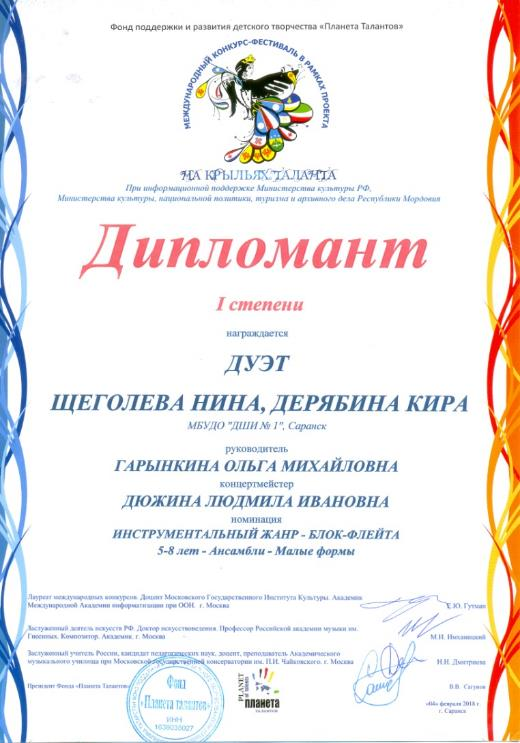 Фонд поддержки и развития детского творчества «Планета Талантов»
МЕЖДУНАРОДНЫЙ КОНКУРС-ФЕСТИВАЛЬ В РАМКАХ ПРОЕКТА
НА КРЫЛЬЯХ ТАЛАНТА
При информационной поддержке Министерства культуры РФ,
Министерства культуры, национальной политики, туризма и архивного дела Республики Мордовия
Дипломант
I степени
награждается
ДУЭТ
ЩЕГОЛЕВА НИНА, ДЕРЯБИНА КИРА
МБУДО "ДШИ № 1", Саранск
руководитель
ГАРЫНКИНА ОЛЬГА МИХАЙЛОВНА
концертмейстер
ДЮЖИНА ЛЮДМИЛА ИВАНОВНА
номинация
ИНСТРУМЕНТАЛЬНЫЙ ЖАНР - БЛОК-ФЛЕЙТА
5-8 лет - Ансамбли - Малые формы
Лауреат международных конкурсов. Доцент Московского Государственного Института Культуры. Академик
Международной Академии информатизации при ООН. г. Москва
Е.Ю. Гутман
Заслуженный деятель искусств РФ. Доктор искусствоведения. Профессор Российской академии музыки им.
Гнесиных. Композитор. Академик. г. Москва
М.И. Имханицкий
Заслуженный учитель России, кандидат педагогических наук, доцент, преподаватель Академического
музыкального училища при Московской государственной консерватории им. П.И. Чайковского. г. Москва
Н.Н. Дмитриева
Президент Фонда «Планета Талантов»
В.В. Сагунов
Фонд
"Планета талантов"
ИНН
PLANET
of talents
планета
ТАЛАНТОВ
«04» февраля 2018 г.
г. Саранск